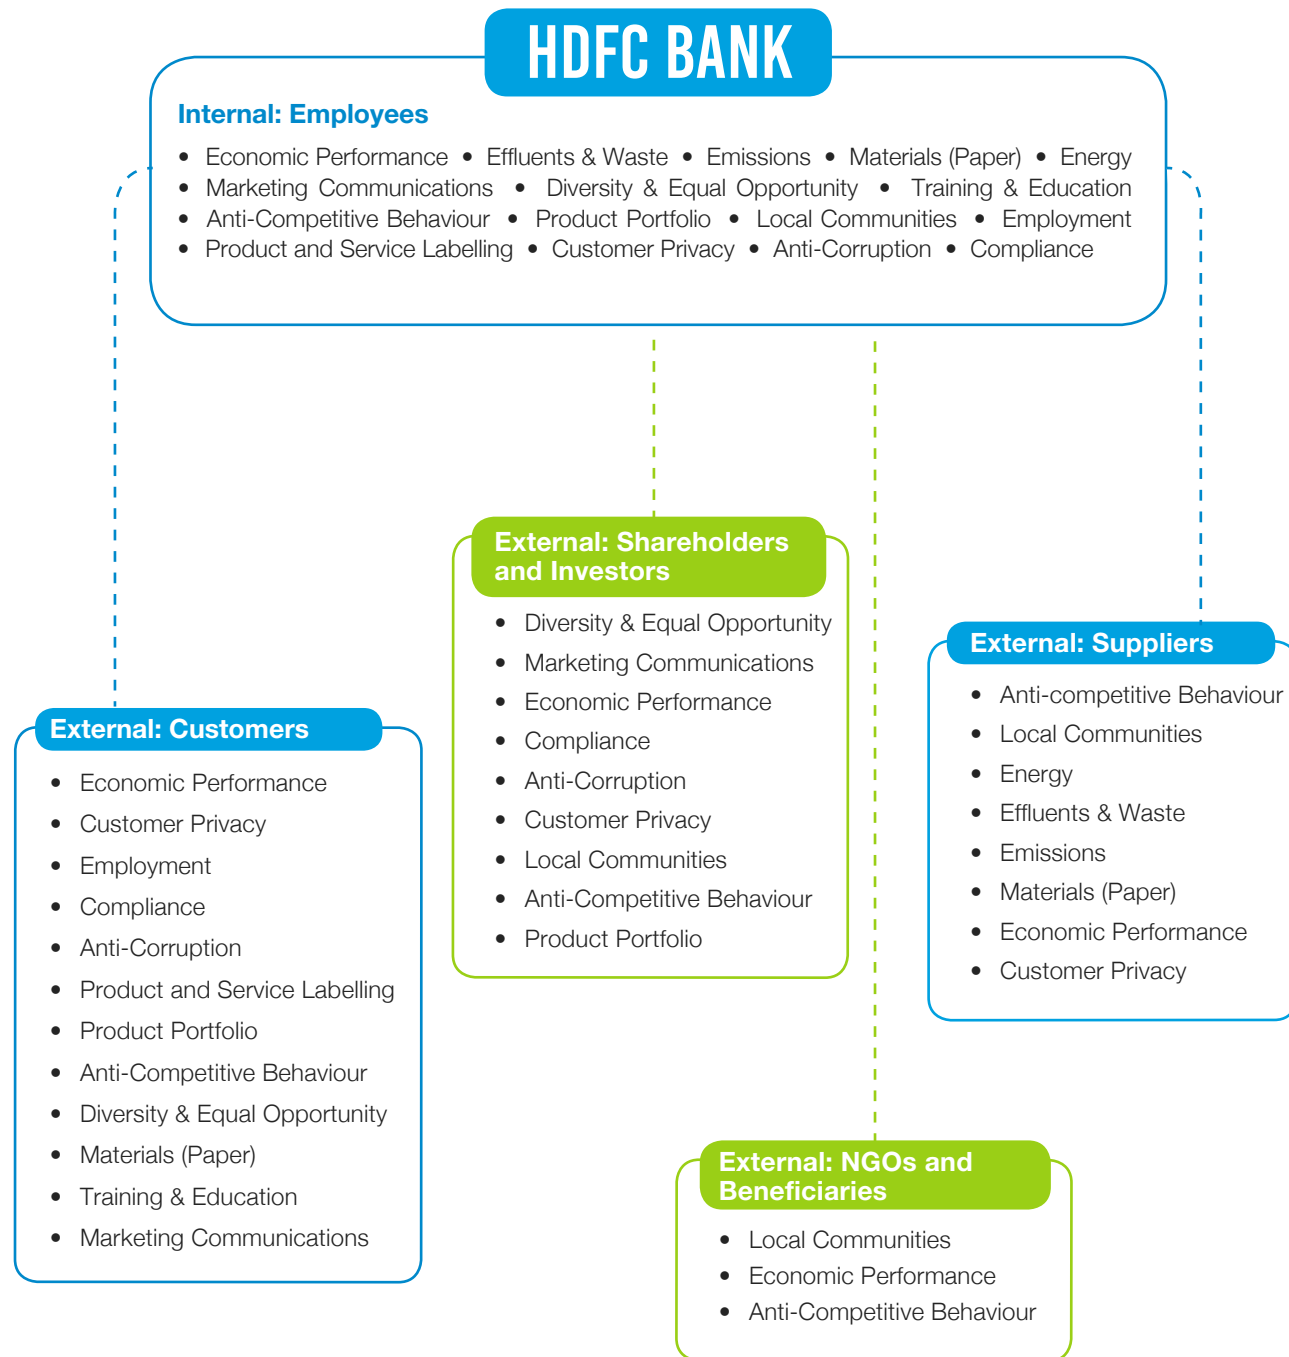 HDFC BANK
Internal: Employees
• Economic Performance • Effluents & Waste • Emissions • Materials (Paper) • Energy
• Marketing Communications • Diversity & Equal Opportunity • Training & Education
• Anti-Competitive Behaviour • Product Portfolio • Local Communities • Employment
• Product and Service Labelling • Customer Privacy • Anti-Corruption • Compliance
External: Shareholders
and Investors
• Diversity & Equal Opportunity
• Marketing Communications
• Economic Performance
• Compliance
• Anti-Corruption
• Customer Privacy
• Local Communities
• Anti-Competitive Behaviour
• Product Portfolio
External: Suppliers
• Anti-competitive Behaviour
• Local Communities
• Energy
• Effluents & Waste
• Emissions
• Materials (Paper)
• Economic Performance
• Customer Privacy
External: Customers
• Economic Performance
• Customer Privacy
• Employment
• Compliance
• Anti-Corruption
• Product and Service Labelling
• Product Portfolio
• Anti-Competitive Behaviour
• Diversity & Equal Opportunity
• Materials (Paper)
• Training & Education
• Marketing Communications
External: NGOs and
Beneficiaries
• Local Communities
• Economic Performance
• Anti-Competitive Behaviour